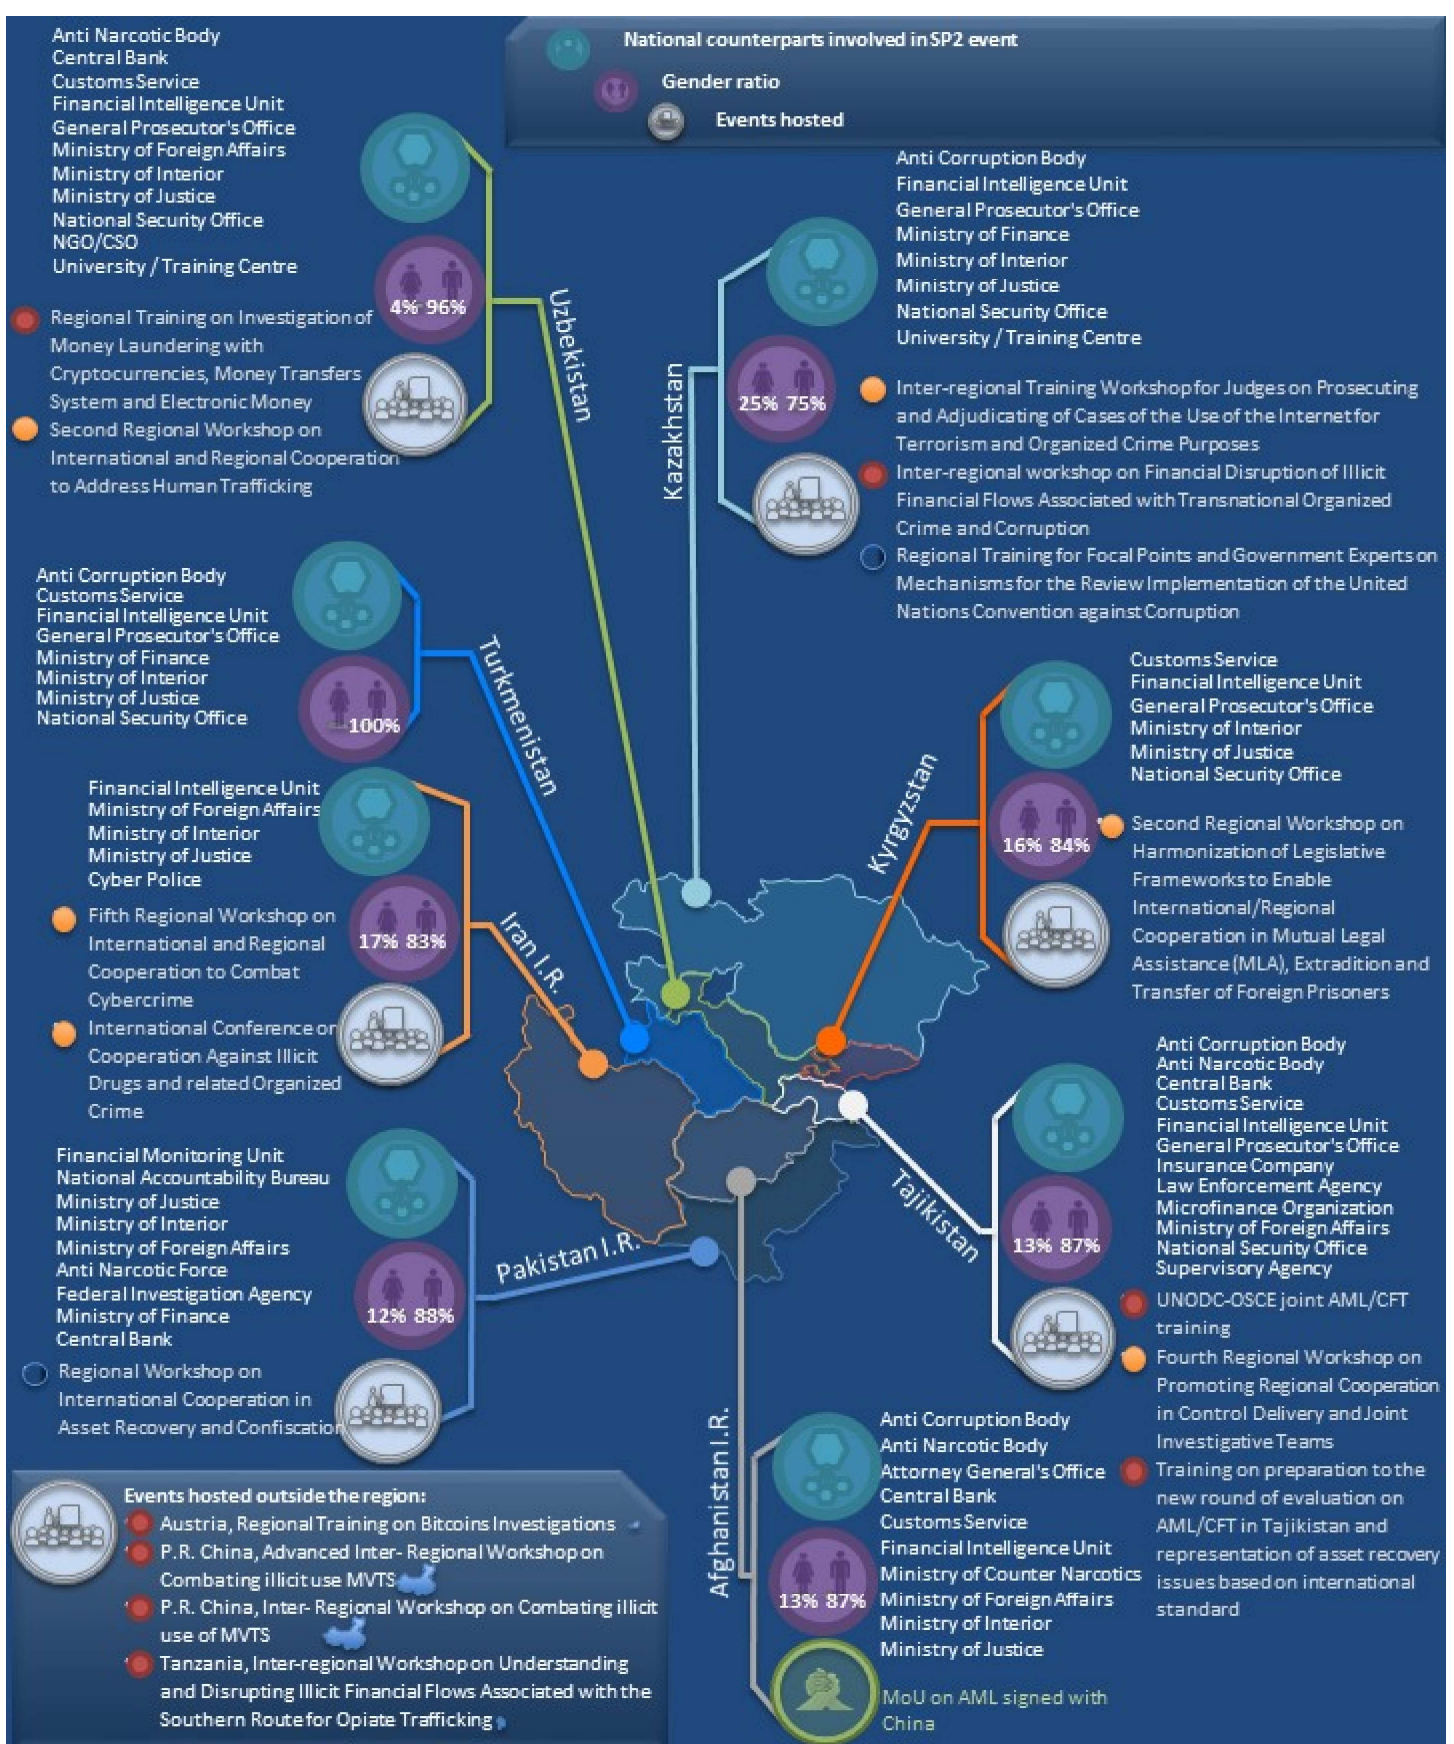 National counterparts involved in SP2 event
Gender ratio
Events hosted
Anti Narcotic Body
Central Bank
Customs Service
Financial Intelligence Unit
General Prosecutor's Office
Ministry of Foreign Affairs
Ministry of Interior
Ministry of Justice
National Security Office
NGO/CSO
University / Training Centre
4% 96%
Regional Training on Investigation of
Money Laundering with
Cryptocurrencies, Money Transfers
System and Electronic Money
Second Regional Workshop on
International and Regional Cooperation
to Address Human Trafficking
Uzbekistan
Anti Corruption Body
Financial Intelligence Unit
General Prosecutor's Office
Ministry of Finance
Ministry of Interior
Ministry of Justice
National Security Office
University / Training Centre
Kazakhstan
25% 75%
Inter-regional Training Workshop for Judges on Prosecuting
and Adjudicating of Cases of the Use of the Internet for
Terrorism and Organized Crime Purposes
Inter-regional workshop on Financial Disruption of Illicit
Financial Flows Associated with Transnational Organized
Crime and Corruption
Regional Training for Focal Points and Government Experts on
Mechanisms for the Review Implementation of the United
Nations Convention against Corruption
Anti Corruption Body
Customs Service
Financial Intelligence Unit
General Prosecutor's Office
Ministry of Finance
Ministry of Interior
Ministry of Justice
National Security Office
100%
Turkmenistan
Customs Service
Financial Intelligence Unit
General Prosecutor's Office
Ministry of Interior
Ministry of Justice
National Security Office
Kyrgyzstan
16% 84%
Second Regional Workshop on
Harmonization of Legislative
Frameworks to Enable
International/Regional
Cooperation in Mutual Legal
Assistance (MLA), Extradition and
Transfer of Foreign Prisoners
Financial Intelligence Unit
Ministry of Foreign Affairs
Ministry of Interior
Ministry of Justice
Cyber Police
17% 83%
Iran I.R.
Fifth Regional Workshop on
International and Regional
Cooperation to Combat
Cybercrime
International Conference on
Cooperation Against Illicit
Drugs and related Organized
Crime
Anti Corruption Body
Anti Narcotic Body
Central Bank
Customs Service
Financial Intelligence Unit
General Prosecutor's Office
Insurance Company
Law Enforcement Agency
Microfinance Organization
Ministry of Foreign Affairs
National Security Office
Supervisory Agency
Tajikistan
13% 87%
UNODC-OSCE joint AML/CFT
training
Fourth Regional Workshop on
Promoting Regional Cooperation
in Control Delivery and Joint
Investigative Teams
Training on preparation to the
new round of evaluation on
AML/CFT in Tajikistan and
representation of asset recovery
issues based on international
standard
Financial Monitoring Unit
National Accountability Bureau
Ministry of Justice
Ministry of Interior
Ministry of Foreign Affairs
Anti Narcotic Force
Federal Investigation Agency
Ministry of Finance
Central Bank
12% 88%
Pakistan I.R.
Regional Workshop on
International Cooperation in
Asset Recovery and Confiscation
Afghanistan I.R.
Anti Corruption Body
Anti Narcotic Body
Attorney General's Office
Central Bank
Customs Service
Financial Intelligence Unit
Ministry of Counter Narcotics
Ministry of Foreign Affairs
Ministry of Interior
Ministry of Justice
13% 87%
MoU on AML signed with
China
Events hosted outside the region:
Austria, Regional Training on Bitcoins Investigations
P.R. China, Advanced Inter- Regional Workshop on
Combating illicit use MVTS
P.R. China, Inter- Regional Workshop on Combating illicit
use of MVTS
Tanzania, Inter-regional Workshop on Understanding
and Disrupting Illicit Financial Flows Associated with the
Southern Route for Opiate Trafficking